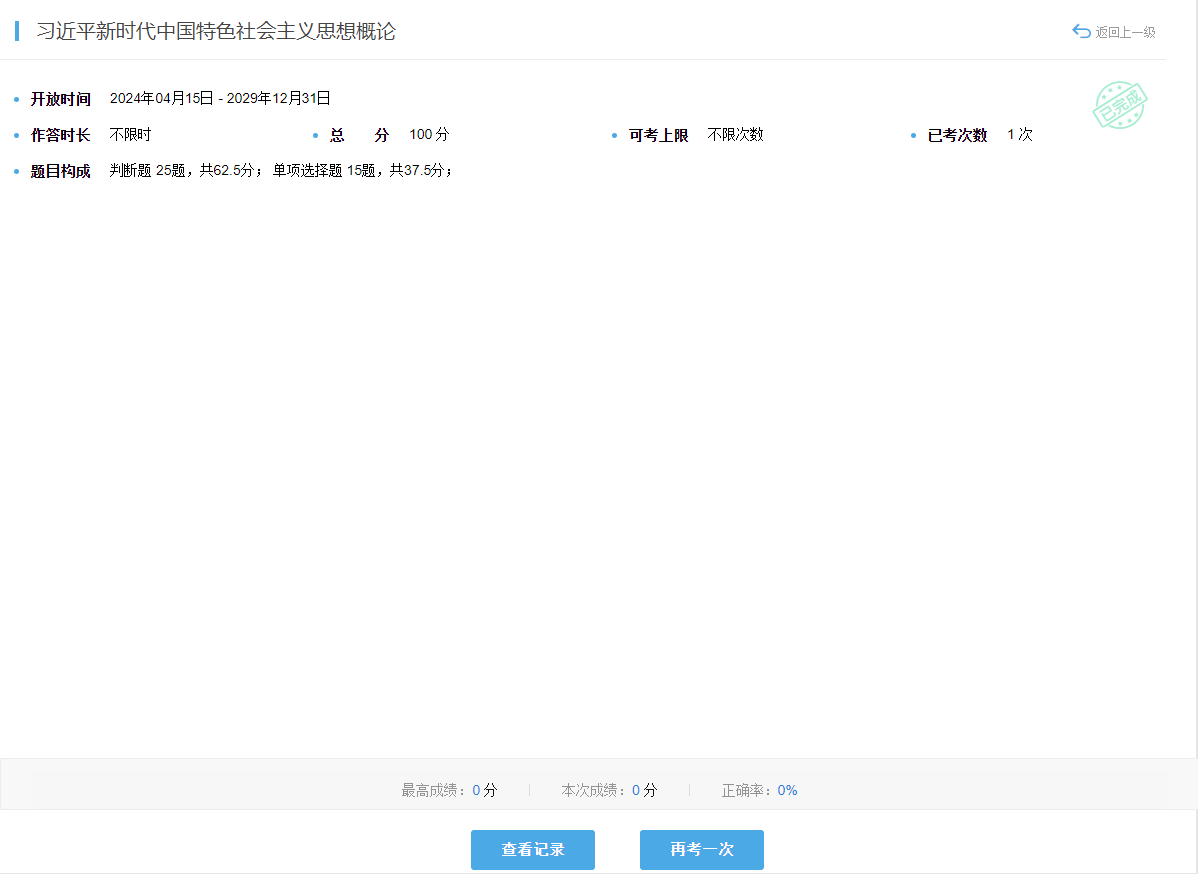 习近平新时代中国特色社会主义思想概论
返回上一级
开放时间 2024年04月15日 - 2029年12月31日
已完成
作答时长 不限时 总 分 100 分 可考上限 不限次数 已考次数 1 次
题目构成 判断题 25题，共62.5分； 单项选择题 15题，共37.5分；
最高成绩：0 分 本次成绩：0 分 正确率：0%
查看记录 再考一次